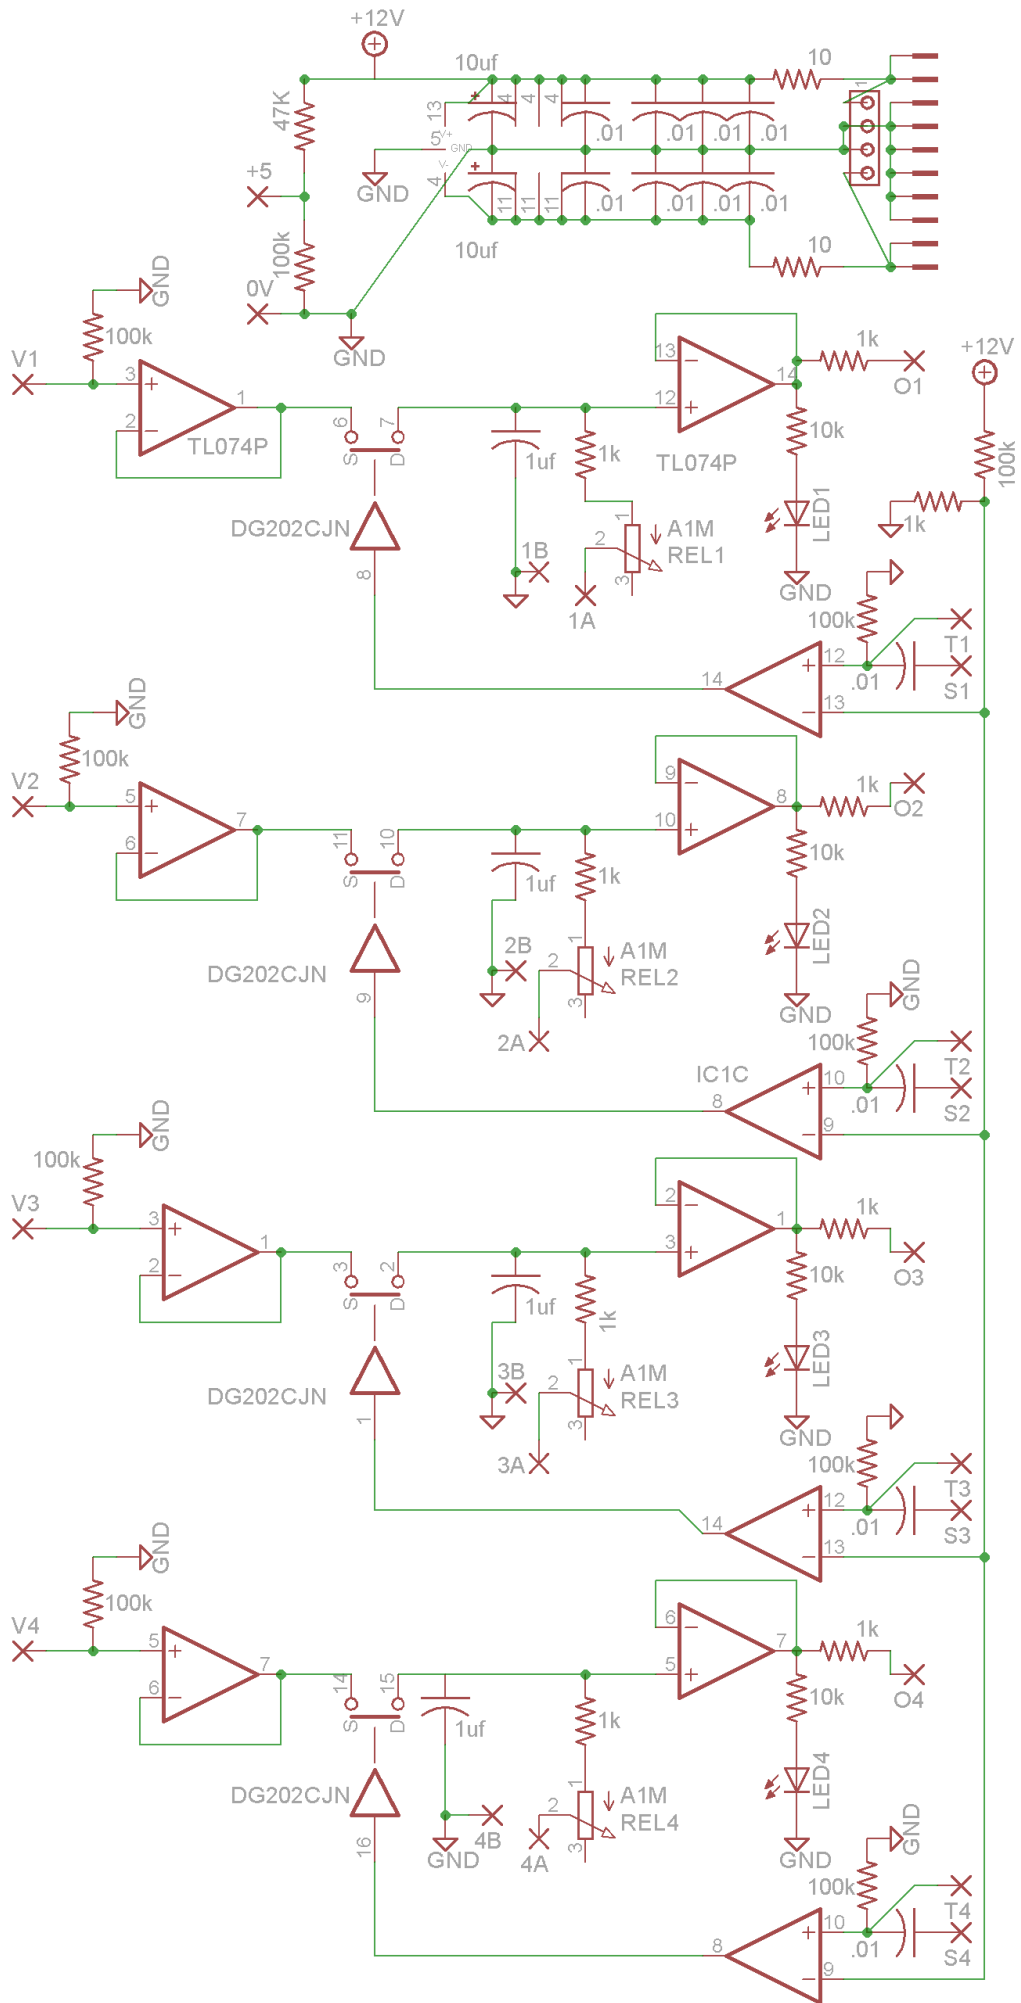 +12V
10uf
10
47K
13
4
4
4
1
V+
5
GND
.01
.01
.01
.01
+5
V-
4
GND
11
11
11
.01
.01
.01
.01
100k
10uf
10
0V
GND
GND
100k
V1
3
1
2
TL074P
6
7
S
D
DG202CJN
8
1uf
1k
1B
1A
1
2
3
A1M
REL1
13
14
12
TL074P
1k
O1
10k
LED1
GND
+12V
100k
1k
100k
T1
12
14
.01
S1
13
GND
100k
V2
5
7
6
11
10
S
D
DG202CJN
9
1uf
1k
2B
2A
1
2
3
A1M
REL2
9
8
10
1k
O2
10k
LED2
GND
GND
100k
T2
IC1C
10
8
.01
S2
9
GND
100k
V3
3
1
2
3
2
S
D
DG202CJN
1
1uf
1k
3B
3A
1
2
3
A1M
REL3
2
1
3
1k
O3
10k
LED3
GND
100k
T3
12
14
.01
S3
13
GND
100k
V4
5
7
6
14
15
S
D
DG202CJN
16
1uf
1k
4B
GND
4A
1
2
3
A1M
REL4
6
7
5
1k
O4
10k
LED4
GND
GND
100k
T4
10
8
.01
S4
9